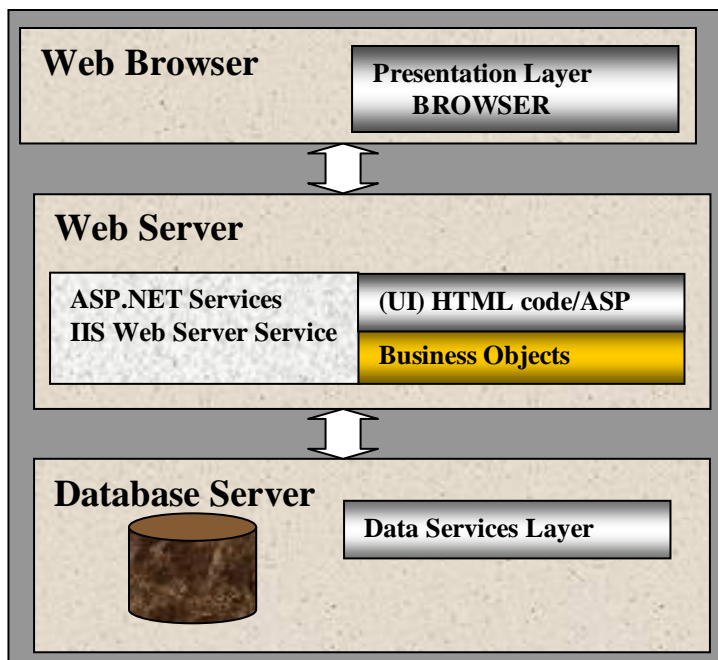 Web Browser
Presentation Layer
BROWSER
Web Server
ASP.NET Services
IIS Web Server Service
(UI) HTML code/ASP
Business Objects
Database Server
Data Services Layer